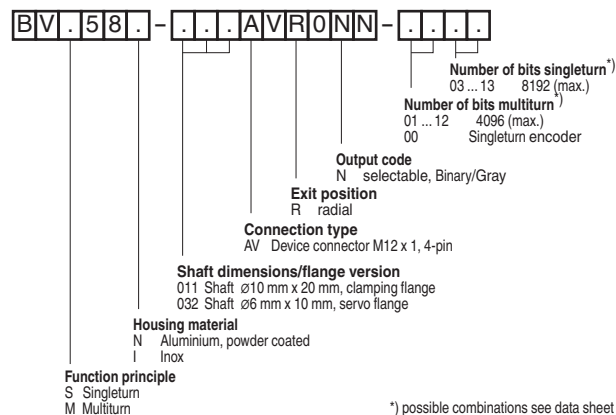 BV.58.-...AVR0NN-....
Number of bits singleturn*)
03 ... 13 8192 (max.)
Number of bits multiturn*)
01 ... 12 4096 (max.)
00 Singleturn encoder
Output code
N selectable, Binary/Gray
Exit position
R radial
Connection type
AV Device connector M12 x 1, 4-pin
Shaft dimensions/flange version
011 Shaft ⌀10 mm x 20 mm, clamping flange
032 Shaft ⌀6 mm x 10 mm, servo flange
Housing material
N Aluminium, powder coated
I Inox
Function principle
S Singleturn
M Multiturn
*) possible combinations see data sheet